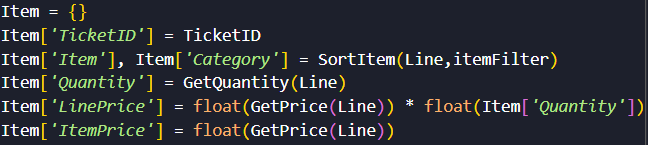 Item = {}
Item['TicketID'] = TicketID
Item['Item'], Item['Category'] = SortItem(Line,itemFilter)
Item['Quantity'] = GetQuantity(Line)
Item['LinePrice'] = float(GetPrice(Line)) * float(Item['Quantity'])
Item['ItemPrice'] = float(GetPrice(Line))